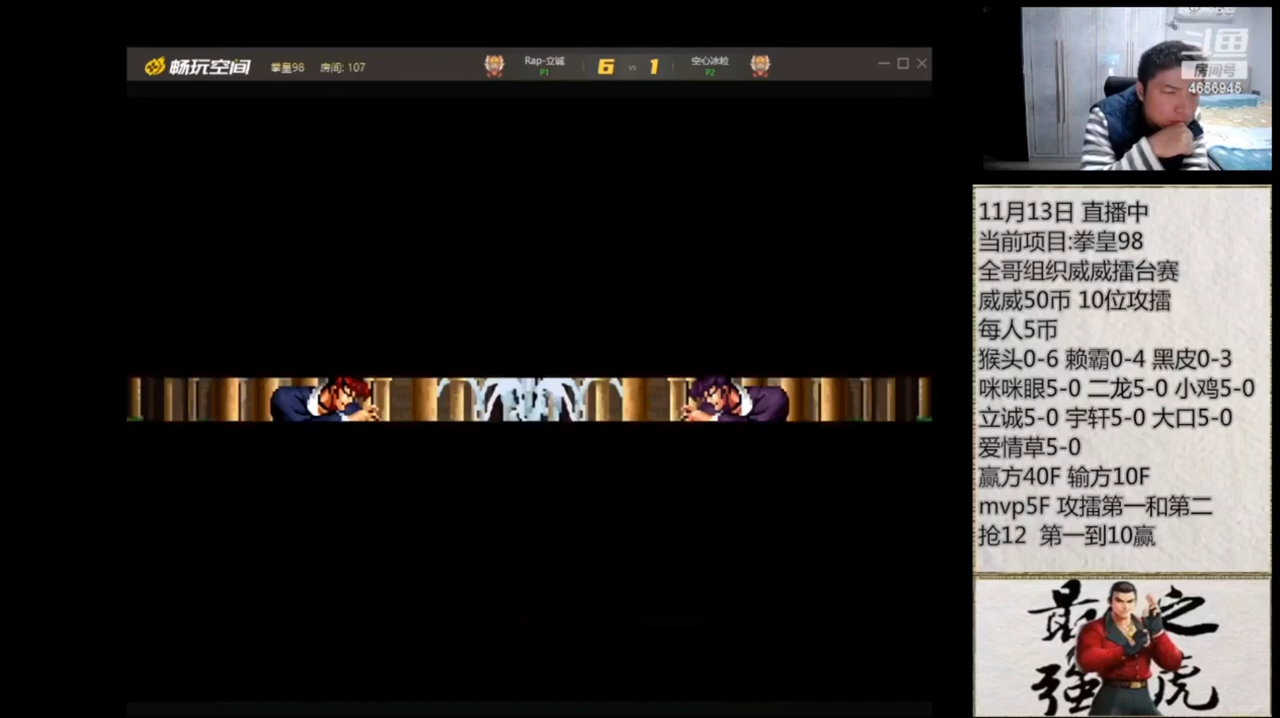 畅玩空间 拳皇98 房间: 107 Rap-立诚 P1 6 vs 1 空心冰粒 P2
斗鱼
房间号
4656945
11月13日 直播中
当前项目:拳皇98
全哥组织威威擂台赛
威威50币 10位攻擂
每人5币
猴头0-6 赖霸0-4 黑皮0-3
咪咪眼5-0 二龙5-0 小鸡5-0
立诚5-0 宇轩5-0 大口5-0
爱情草5-0
赢方40F 输方10F
mvp5F 攻擂第一和第二
抢12 第一到10赢
最之
强虎